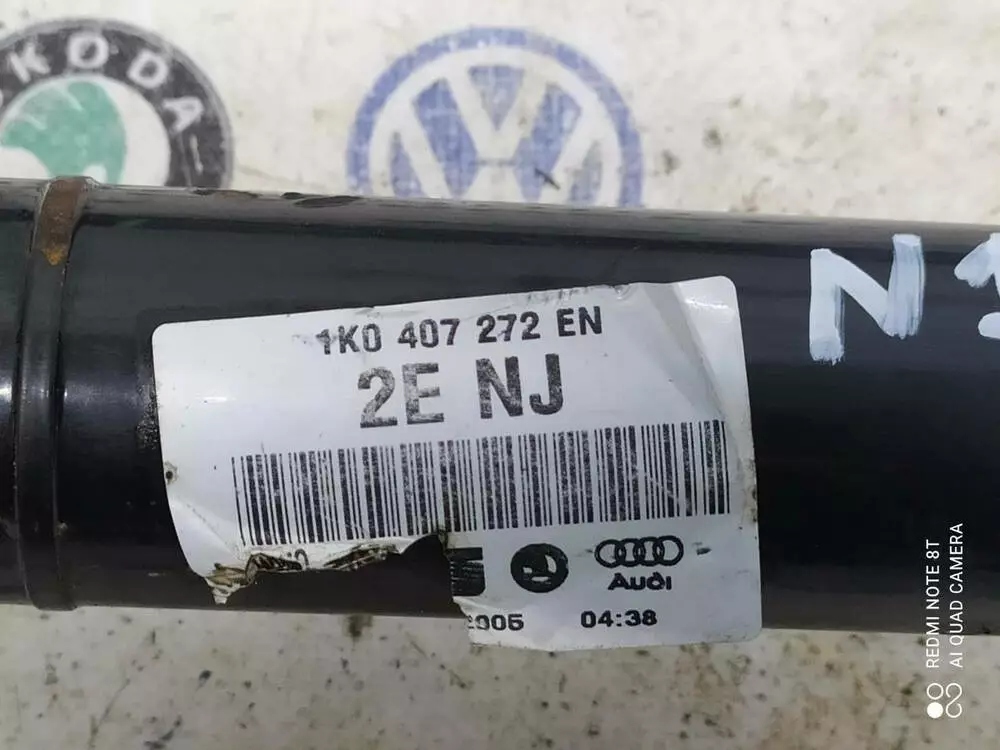 ŠKODA
N1
1K0 407 272 EN
2E NJ
Audi
2005 04:38
REDMI NOTE 8T
AI QUAD CAMERA